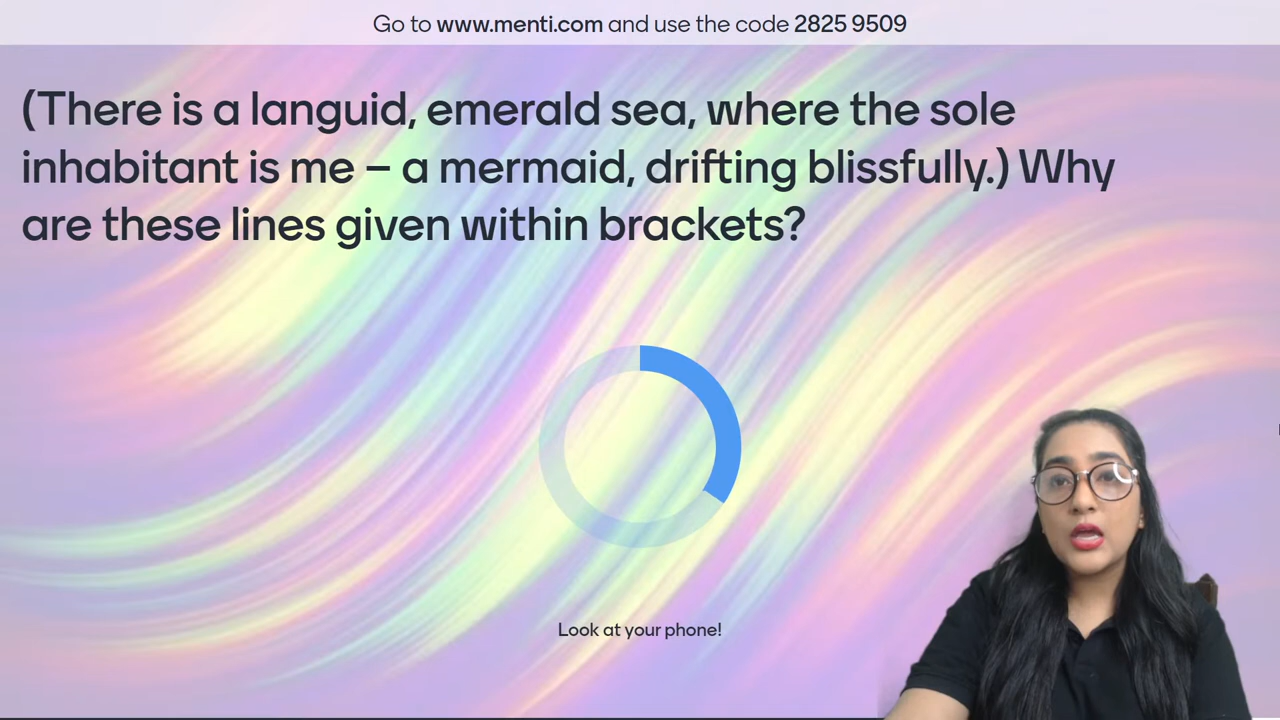 Go to www.menti.com and use the code 2825 9509
(There is a languid, emerald sea, where the sole
inhabitant is me – a mermaid, drifting blissfully.) Why
are these lines given within brackets?
Look at your phone!